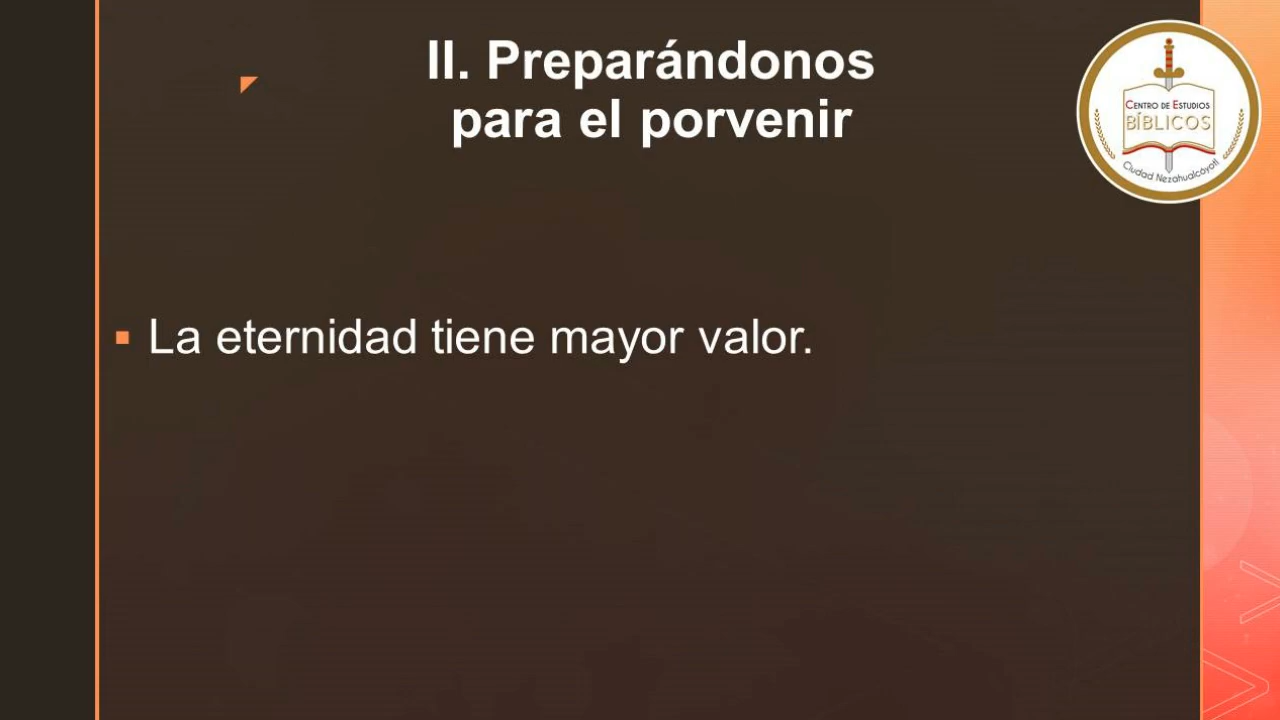 II. Preparándonos
para el porvenir
CENTRO DE ESTUDIOS
BÍBLICOS
Ciudad Nezahualcóyotl
La eternidad tiene mayor valor.